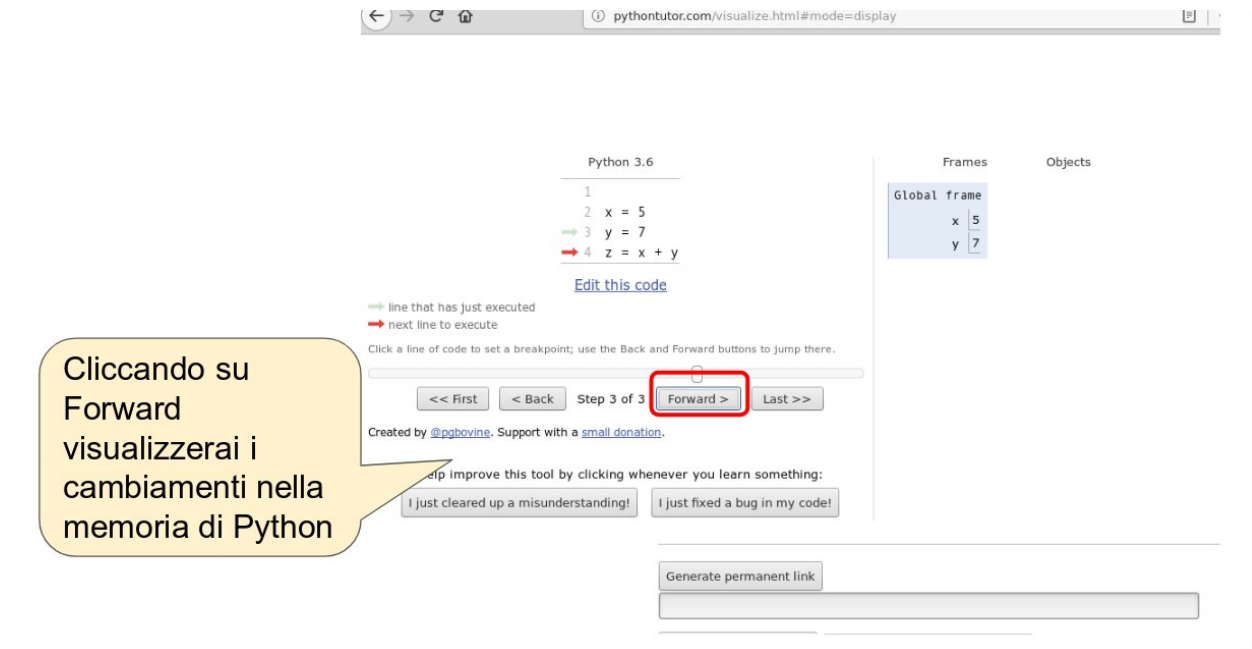 pythontutor.com/visualize.html#mode=display
Python 3.6
Frames
Objects
1
2 x = 5
3 y = 7
4 z = x + y
Global frame
x 5
y 7
Edit this code
line that has just executed
next line to execute
Click a line of code to set a breakpoint; use the Back and Forward buttons to jump there.
<< First
< Back
Step 3 of 3
Forward >
Last >>
Created by @pgbovine. Support with a small donation.
Cliccando su
Forward
visualizzerai i
cambiamenti nella
memoria di Python
improve this tool by clicking whenever you learn something:
I just cleared up a misunderstanding!
I just fixed a bug in my code!
Generate permanent link